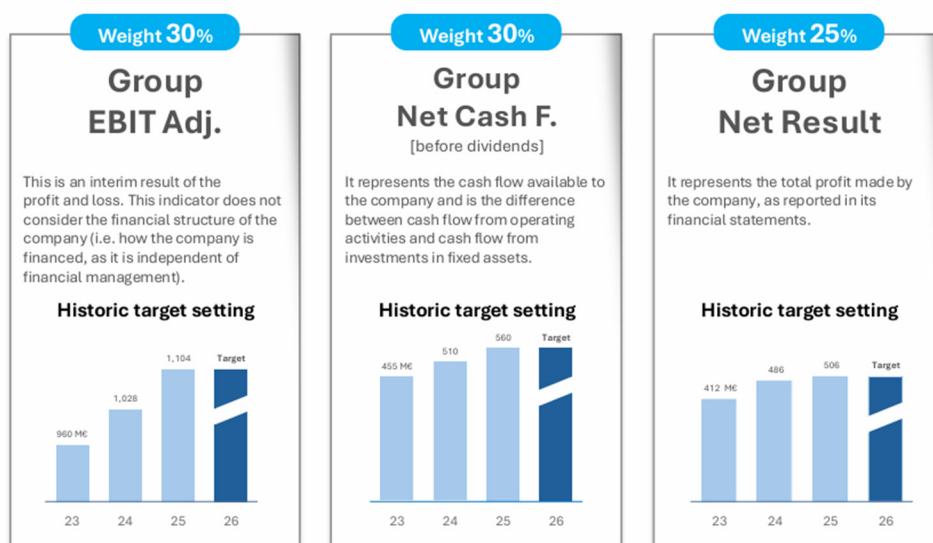 Weight 30%
Group
EBIT Adj.
This is an interim result of the
profit and loss. This indicator does not
consider the financial structure of the
company (i.e. how the company is
financed, as it is independent of
financial management).
Historic target setting
960 M€
1,028
1,104
Target
23
24
25
26
Weight 30%
Group
Net Cash F.
[before dividends]
It represents the cash flow available to
the company and is the difference
between cash flow from operating
activities and cash flow from
investments in fixed assets.
Historic target setting
455 M€
510
560
Target
23
24
25
26
Weight 25%
Group
Net Result
It represents the total profit made by
the company, as reported in its
financial statements.
Historic target setting
412 M€
486
506
Target
23
24
25
26